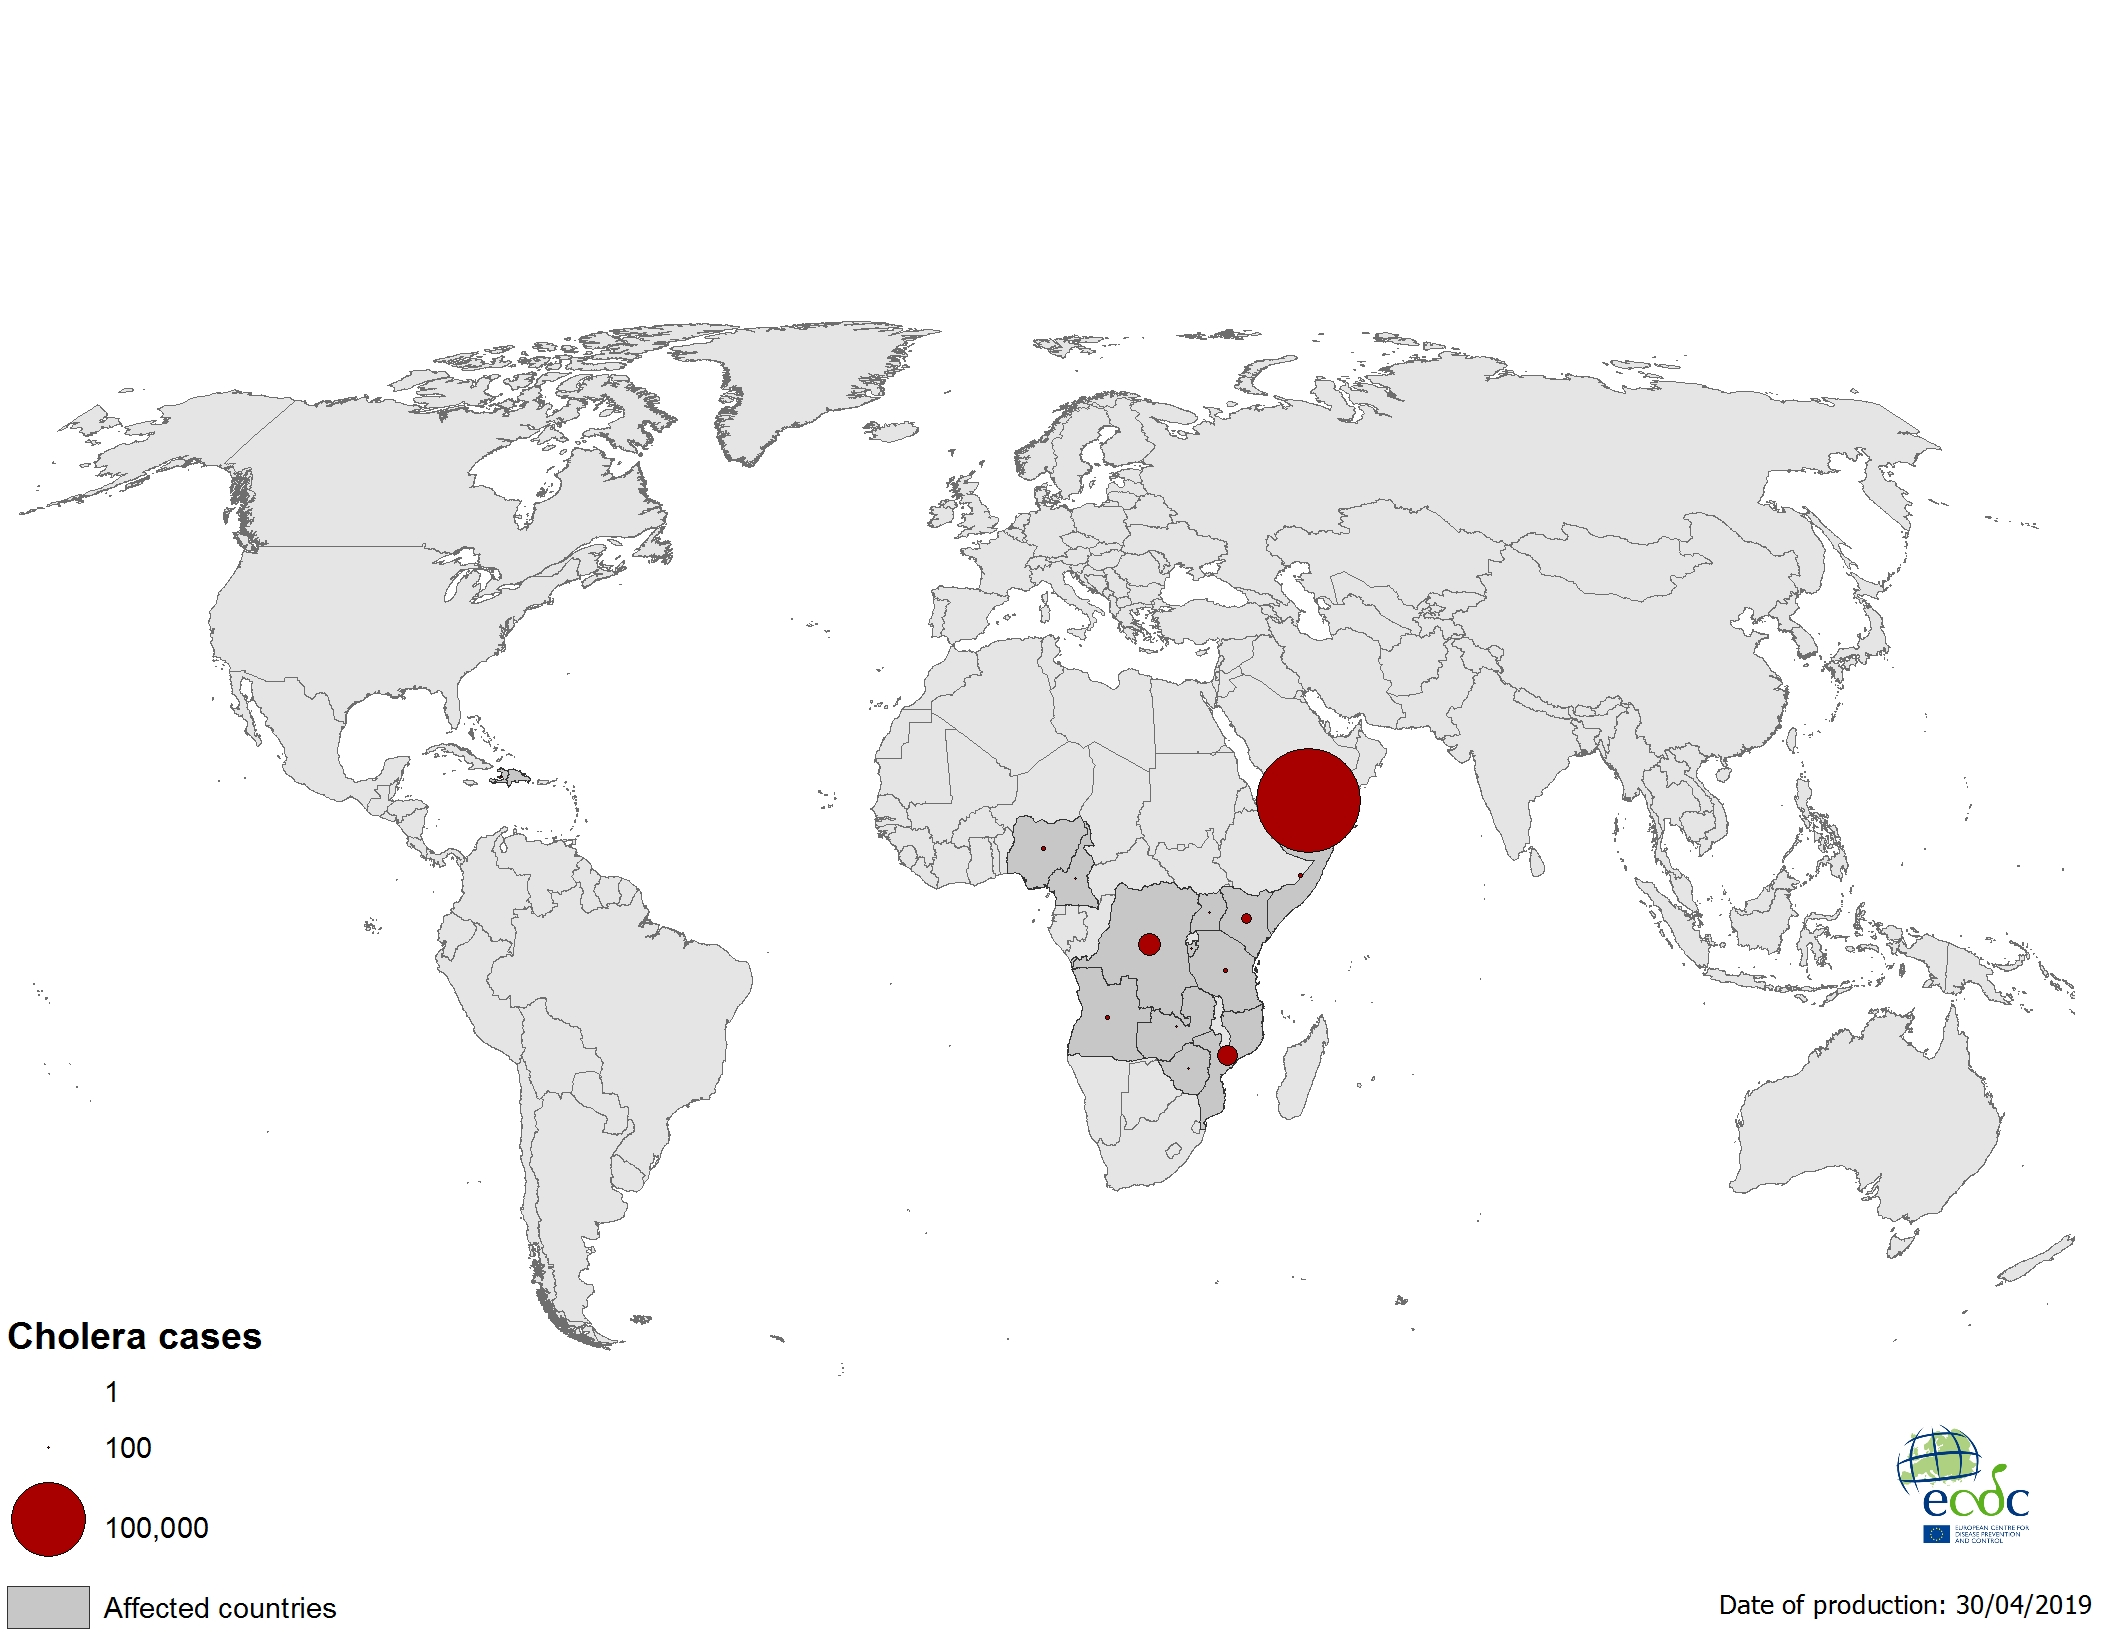 Cholera cases
1
100
100,000
Affected countries
ecdc
EUROPEAN CENTRE FOR
DISEASE PREVENTION
AND CONTROL
Date of production: 30/04/2019